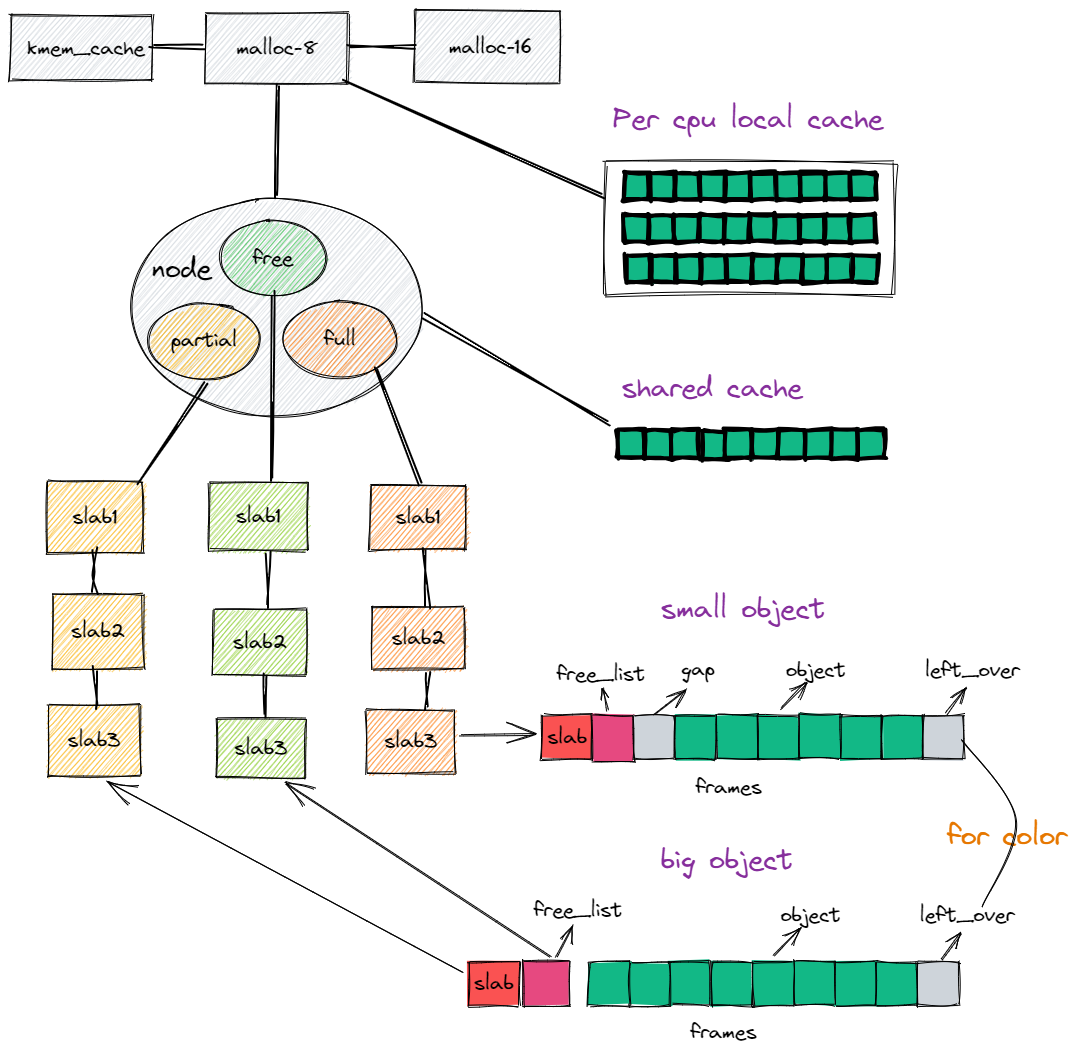 kmem_cache
malloc-8
malloc-16
Per cpu local cache
node
free
partial
full
shared cache
slab1
slab1
slab1
slab2
slab2
slab2
slab3
slab3
slab3
small object
free_list
gap
object
left_over
slab
frames
for color
big object
free_list
object
left_over
slab
frames